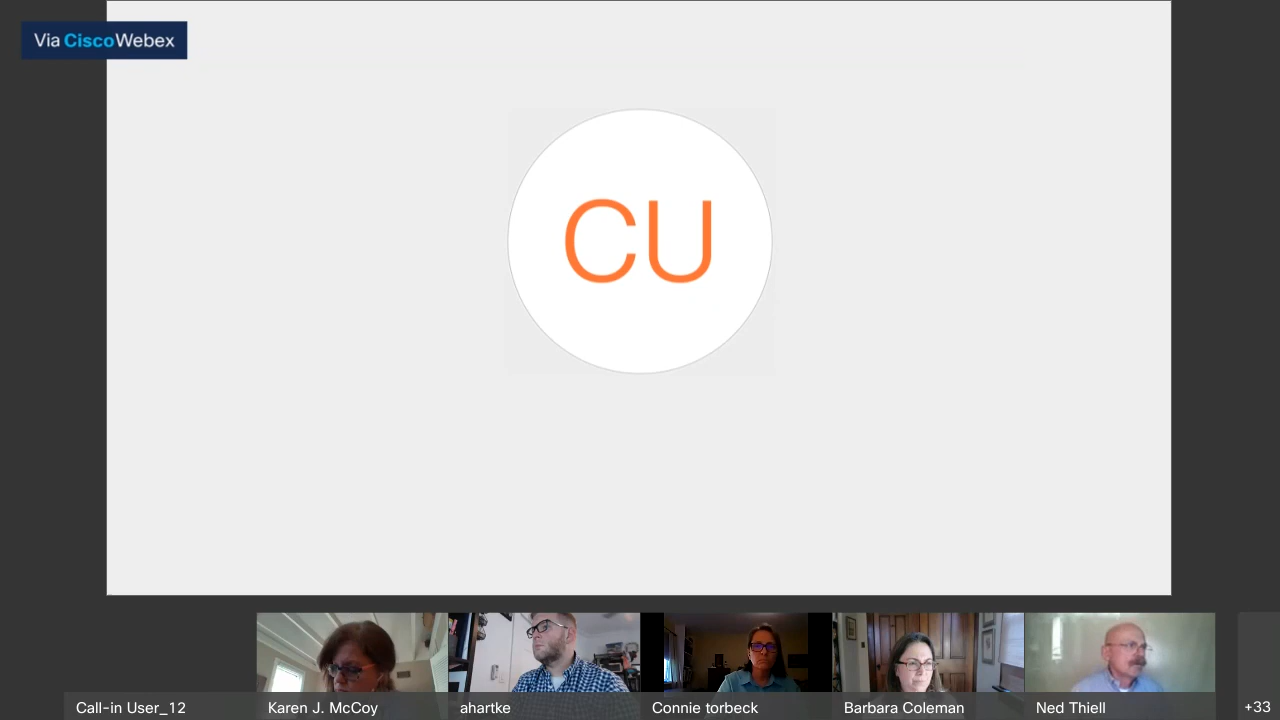 Via CiscoWebex
CU
Call-in User_12
Karen J. McCoy
ahartke
Connie torbeck
Barbara Coleman
Ned Thiell
+33